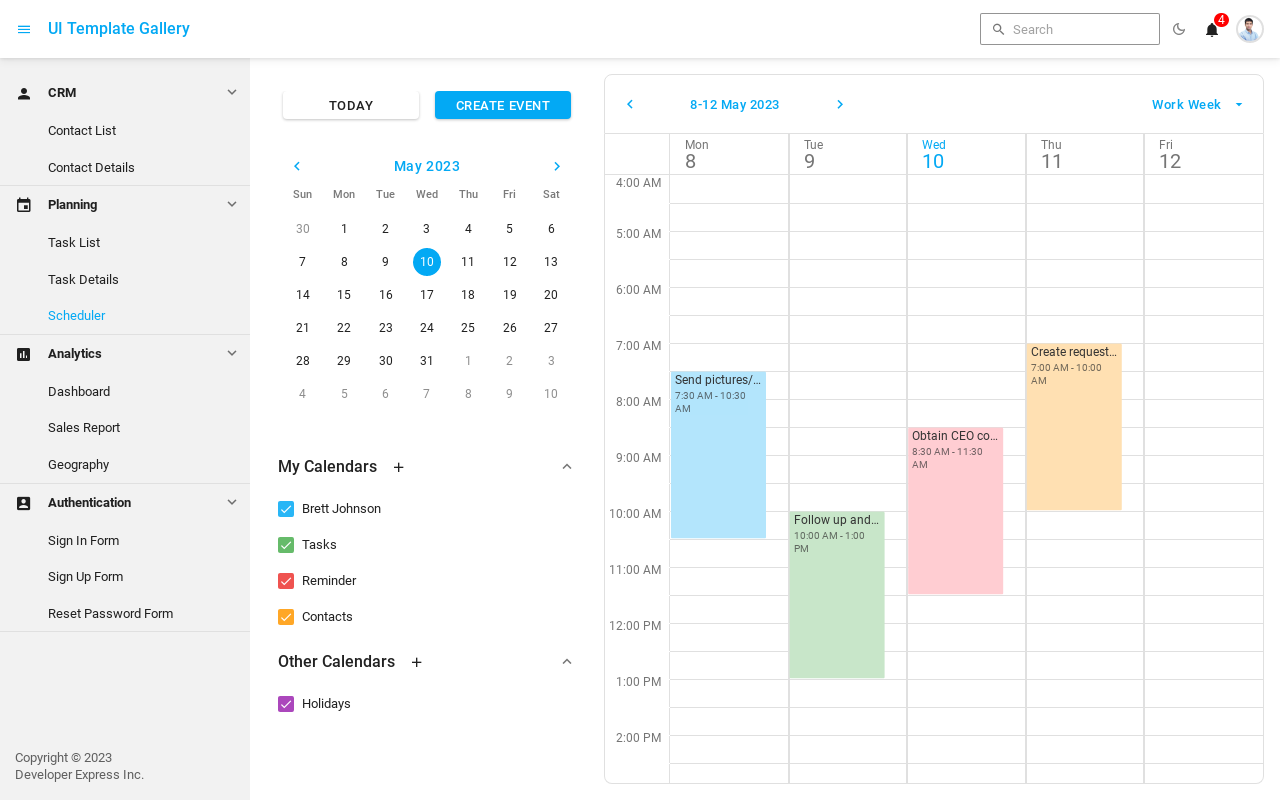 UI Template Gallery
Search
4
CRM
Contact List
Contact Details
Planning
Task List
Task Details
Scheduler
Analytics
Dashboard
Sales Report
Geography
Authentication
Sign In Form
Sign Up Form
Reset Password Form
Copyright © 2023
Developer Express Inc.
TODAY
CREATE EVENT
May 2023
Sun Mon Tue Wed Thu Fri Sat
30 1 2 3 4 5 6
7 8 9 10 11 12 13
14 15 16 17 18 19 20
21 22 23 24 25 26 27
28 29 30 31 1 2 3
4 5 6 7 8 9 10
My Calendars
Brett Johnson
Tasks
Reminder
Contacts
Other Calendars
Holidays
8-12 May 2023
Work Week
Mon Tue Wed Thu Fri
8 9 10 11 12
4:00 AM
5:00 AM
6:00 AM
7:00 AM
8:00 AM
9:00 AM
10:00 AM
11:00 AM
12:00 PM
1:00 PM
2:00 PM
Send pictures/...
7:30 AM - 10:30
AM
Follow up and...
10:00 AM - 1:00
PM
Obtain CEO co...
8:30 AM - 11:30
AM
Create request...
7:00 AM - 10:00
AM